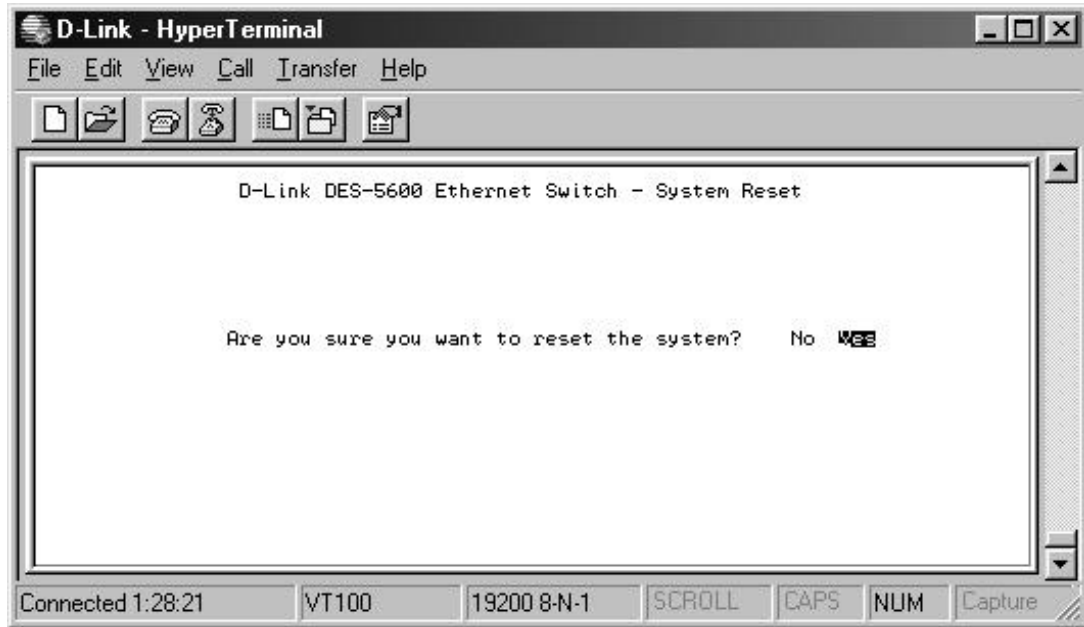 D-Link - HyperTerminal
File Edit View Call Transfer Help
D-Link DES-5600 Ethernet Switch - System Reset
Are you sure you want to reset the system? No Yes
Connected 1:28:21 VT100 19200 8-N-1 SCROLL CAPS NUM Capture